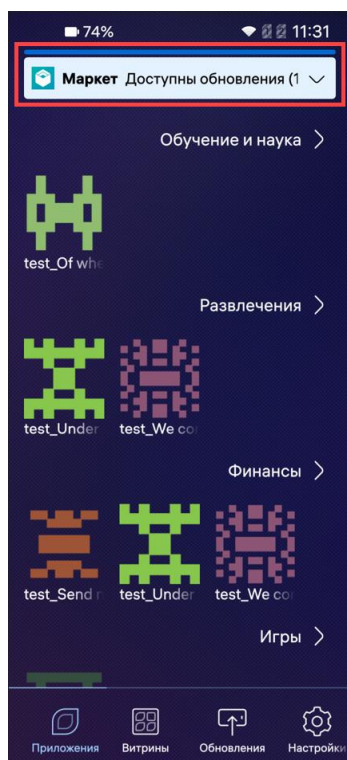 74% 11:31
Маркет Доступны обновления (1
Обучение и наука
test_Of whe
Развлечения
test_Under test_We co
Финансы
test_Send test_Under test_We co
Игры
Приложения Витрины Обновления Настройки